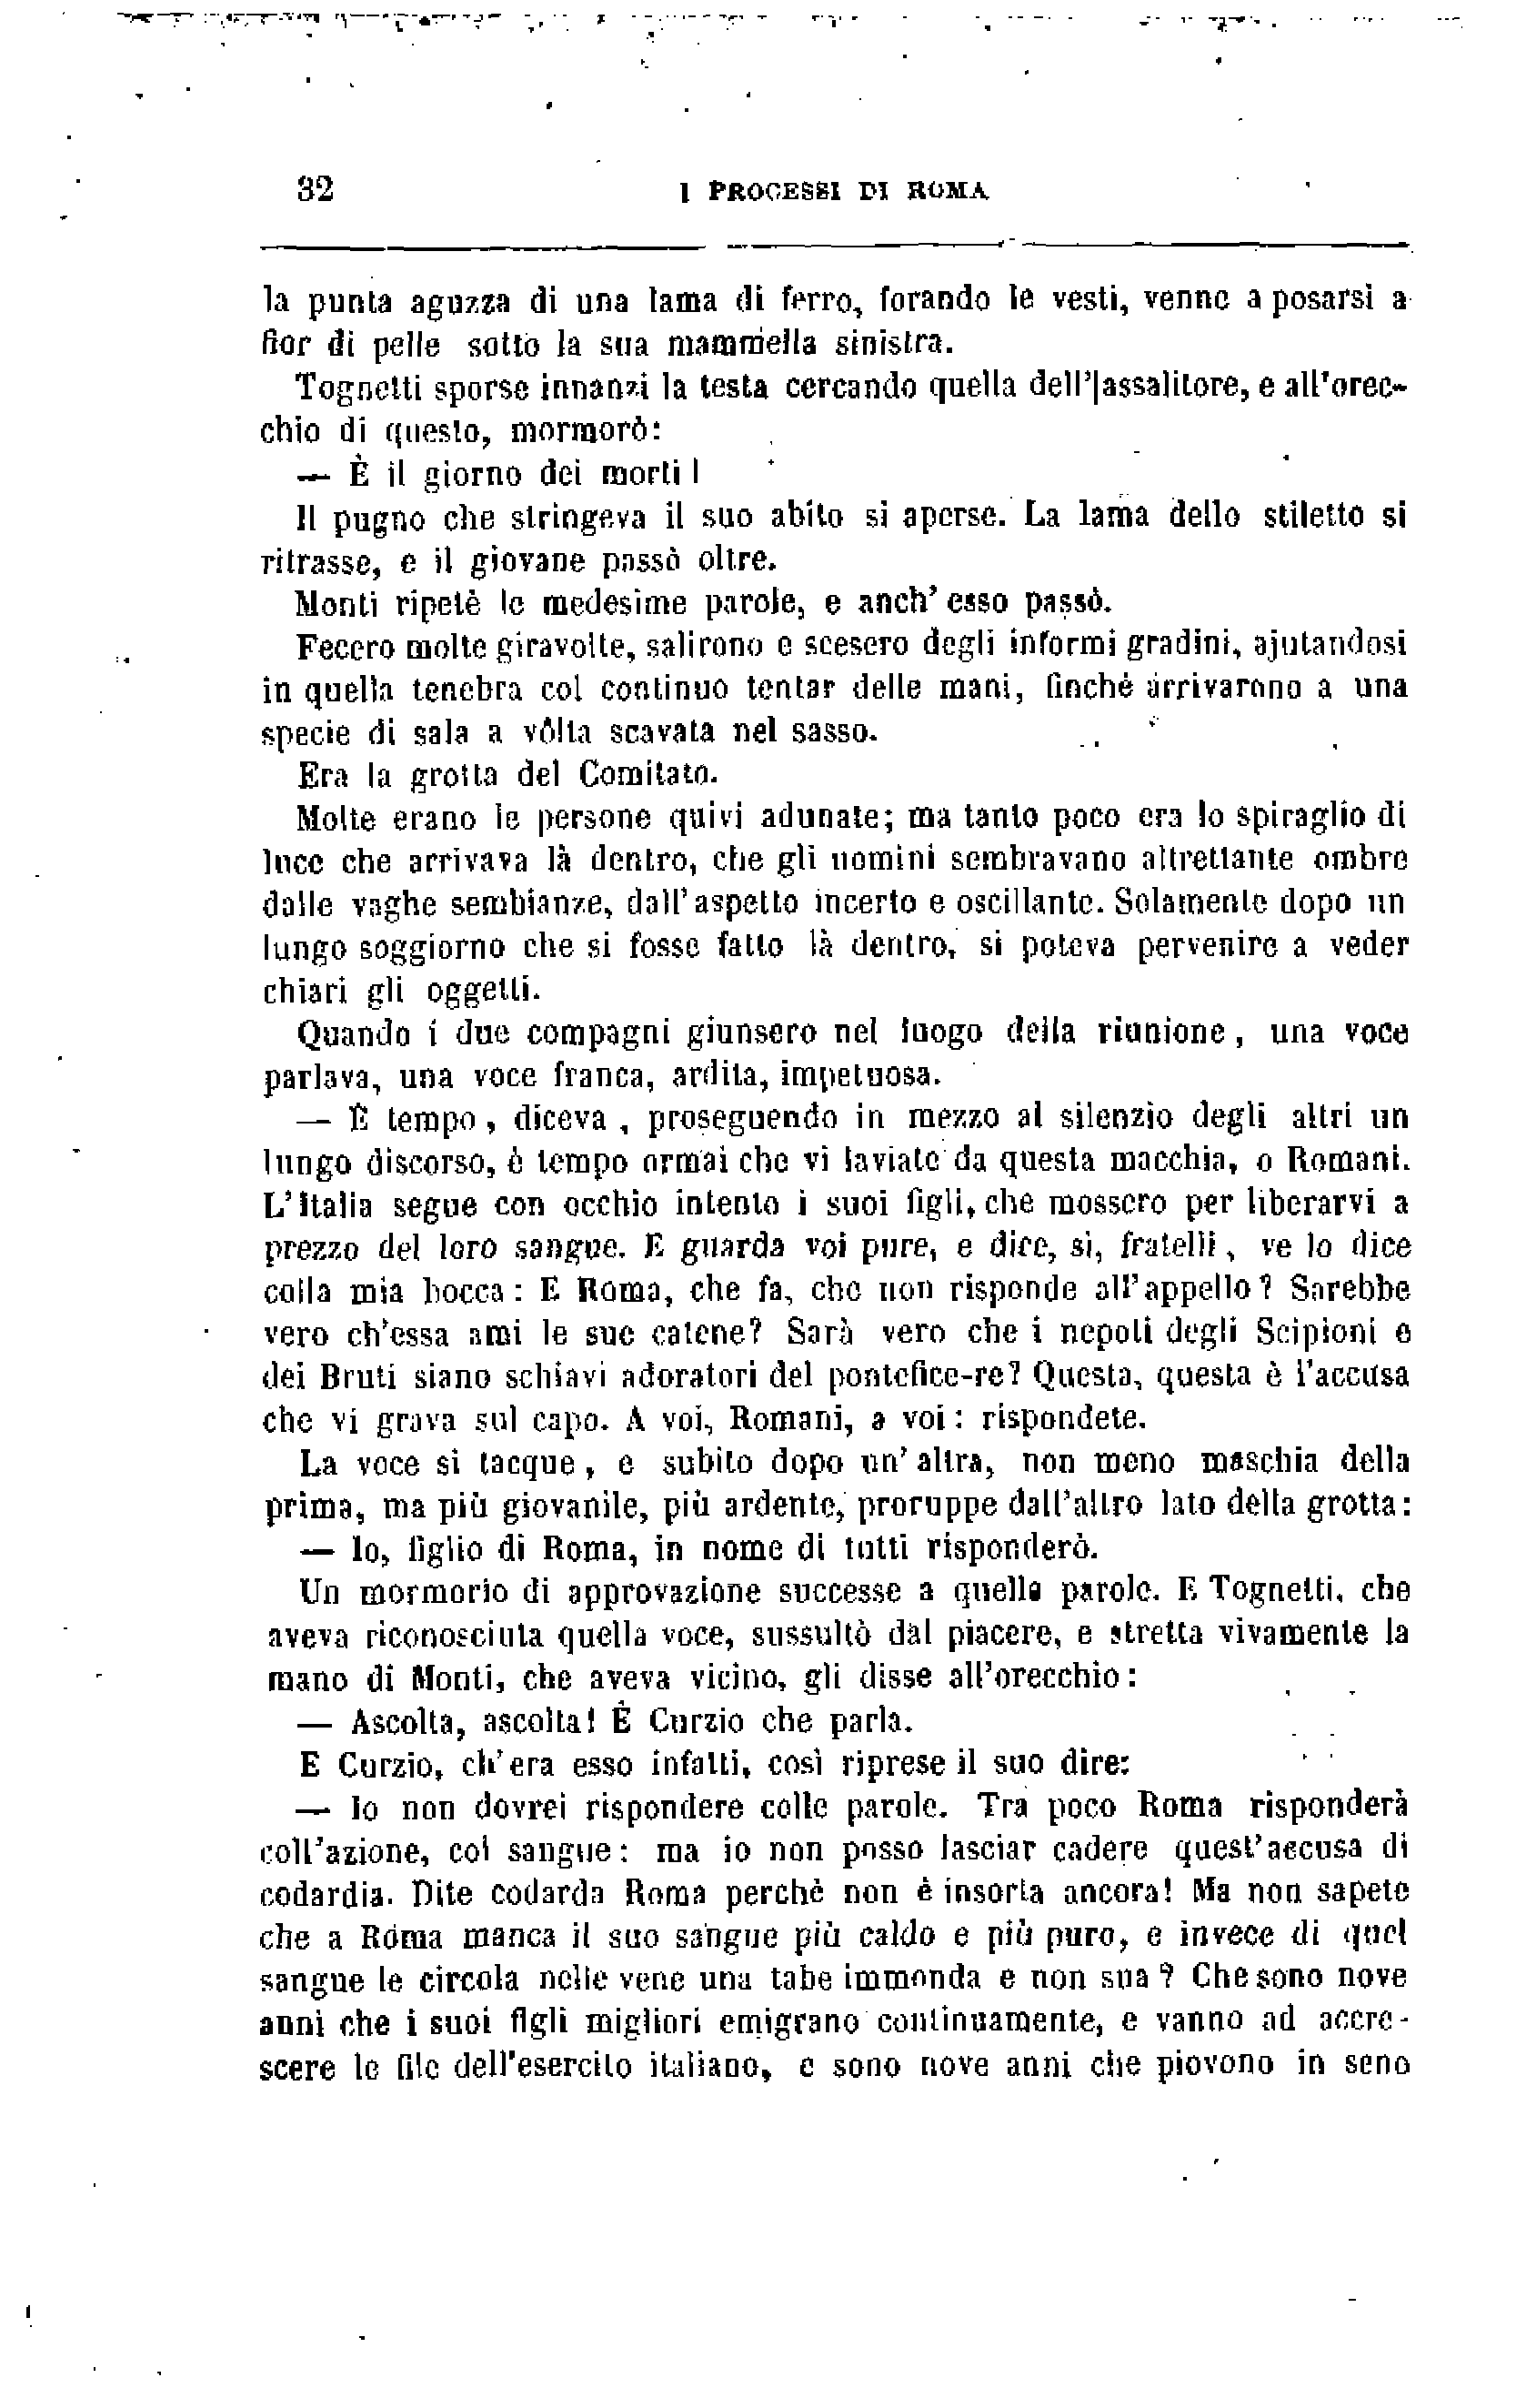 32 I PROCESSI DI ROMA
la punta aguzza di una lama di ferro, forando le vesti, venne a posarsi a
fior di pelle sotto la sua mammella sinistra.
Tognetti sporse innanzi la testa cercando quella dell'assalitore, e all'orec-
chio di questo, mormorò:
— È il giorno dei morti!
Il pugno che stringeva il suo abito si aperse. La lama dello stiletto si
ritrasse, e il giovane passò oltre.
Monti ripetè le medesime parole, e anch' esso passò.
Fecero molte giravolte, salirono e scesero degli informi gradini, ajutandosi
in quella tenebra col continuo tentar delle mani, finchè arrivarono a una
specie di sala a vôlta scavata nel sasso.
Era la grotta del Comitato.
Molte erano le persone quivi adunate; ma tanto poco era lo spiraglio di
luce che arrivava là dentro, che gli uomini sembravano altrettante ombre
dalle vaghe sembianze, dall' aspetto incerto e oscillante. Solamente dopo un
lungo soggiorno che si fosse fatto là dentro, si poteva pervenire a veder
chiari gli oggetti.
Quando i due compagni giunsero nel luogo della riunione, una voce
parlava, una voce franca, ardita, impetuosa.
— È tempo, diceva, proseguendo in mezzo al silenzio degli altri un
lungo discorso, è tempo ormai che vi laviate da questa macchia, o Romani.
L' Italia segue con occhio intento i suoi figli, che mossero per liberarvi a
prezzo del loro sangue. E guarda voi pure, e dice, sì, fratelli, ve lo dice
colla mia bocca: E Roma, che fa, che non risponde all' appello? Sarebbe
vero ch'essa ami le sue catene? Sarà vero che i nepoti degli Scipioni e
dei Bruti siano schiavi adoratori del pontefice-re? Questa, questa è l'accusa
che vi grava sul capo. A voi, Romani, a voi: rispondete.
La voce si tacque, e subito dopo un' altra, non meno maschia della
prima, ma più giovanile, più ardente, proruppe dall'altro lato della grotta:
— Io, figlio di Roma, in nome di tutti risponderò.
Un mormorio di approvazione successe a quelle parole. E Tognetti, che
aveva riconosciuta quella voce, sussultò dal piacere, e stretta vivamente la
mano di Monti, che aveva vicino, gli disse all'orecchio:
— Ascolta, ascolta! È Curzio che parla.
E Curzio, ch' era esso infatti, così riprese il suo dire:
— Io non dovrei rispondere colle parole. Tra poco Roma risponderà
coll'azione, col sangue: ma io non posso lasciar cadere quest' accusa di
codardia. Dite codarda Roma perchè non è insorta ancora! Ma non sapete
che a Roma manca il suo sangue più caldo e più puro, e invece di quel
sangue le circola nelle vene una tabe immonda e non sua? Che sono nove
anni che i suoi figli migliori emigrano continuamente, e vanno ad accre-
scere le file dell'esercito italiano, e sono nove anni che piovono in seno